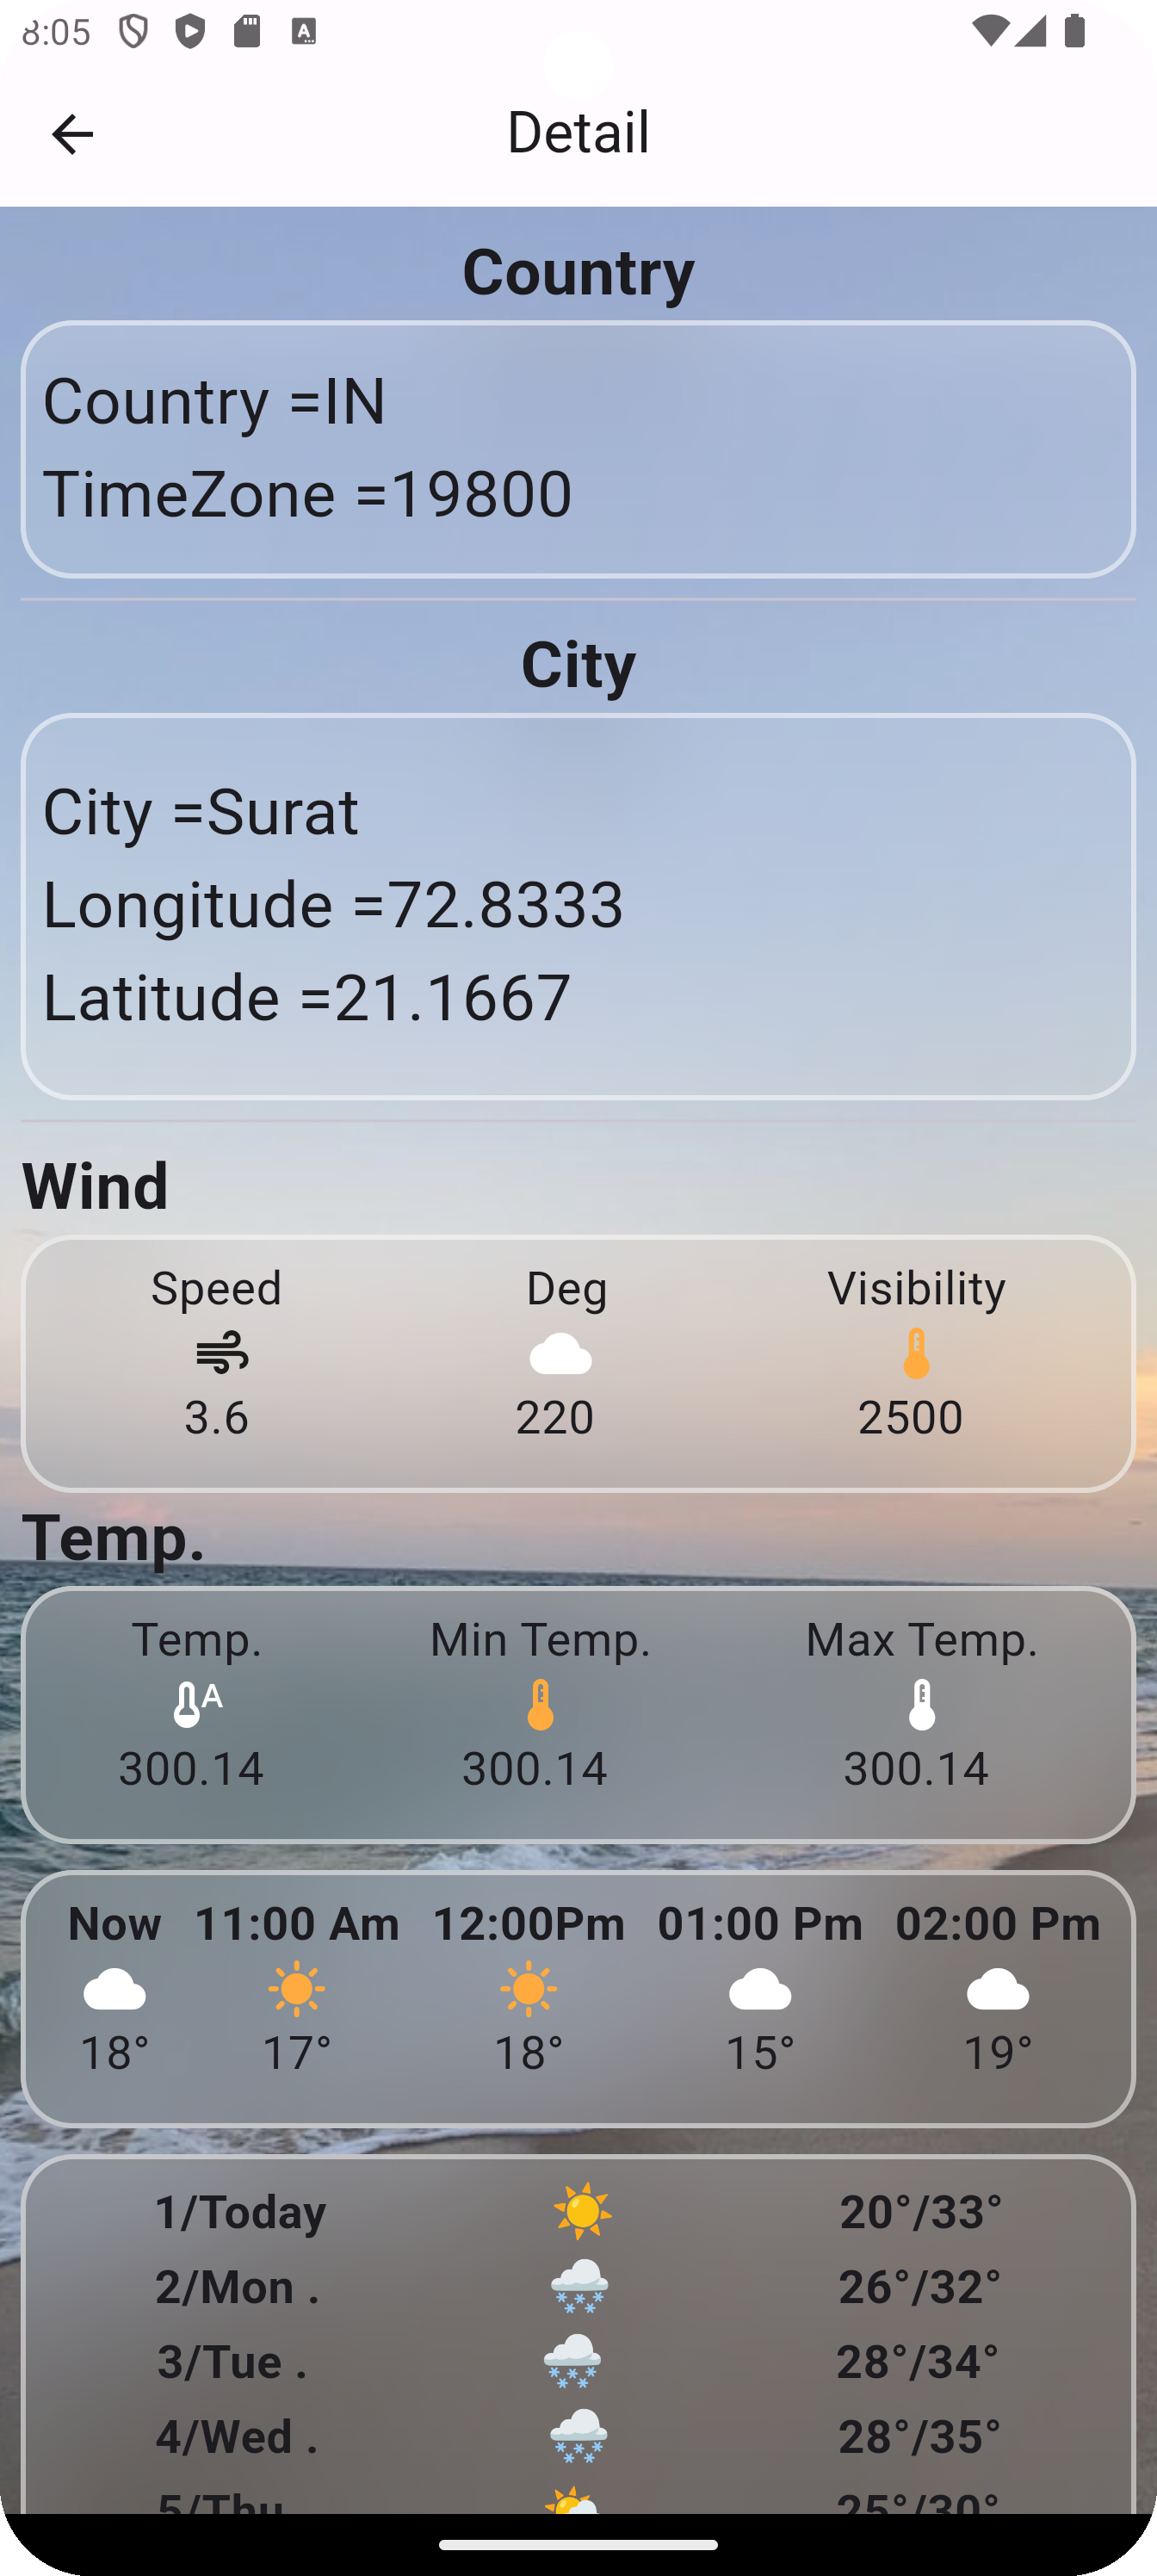 8:05
Detail
Country
Country =IN
TimeZone =19800
City
City =Surat
Longitude =72.8333
Latitude =21.1667
Wind
Speed Deg Visibility
3.6 220 2500
Temp.
Temp. Min Temp. Max Temp.
A
300.14 300.14 300.14
Now 11:00 Am 12:00Pm 01:00 Pm 02:00 Pm
18° 17° 18° 15° 19°
1/Today 20°/33°
2/Mon . 26°/32°
3/Tue . 28°/34°
4/Wed . 28°/35°
5/Thu 25°/30°